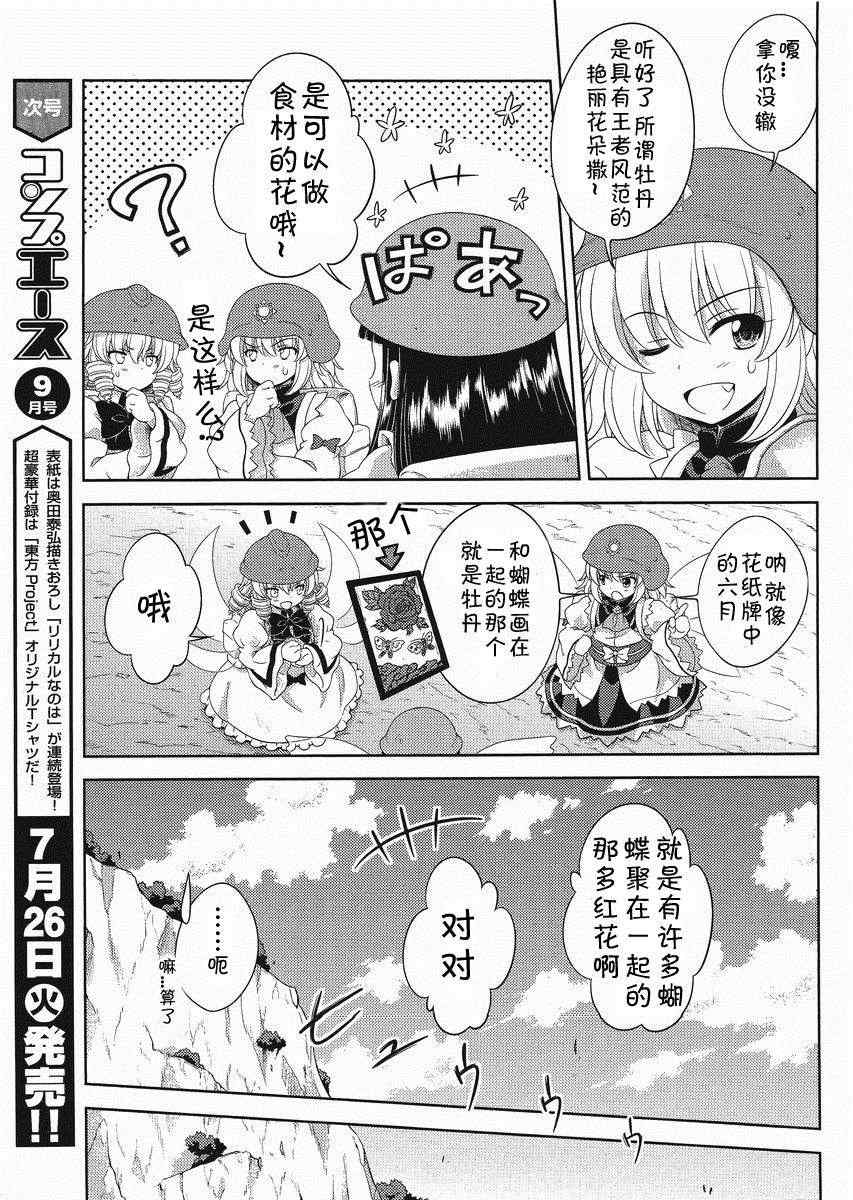 嗄…
拿你没辙
听好了 所谓牡丹
是具有王者风范的
艳丽花朵撒~
是可以做
食材的花哦~
ぱあっ
?
是这样么!?
呐 就像
花纸牌中
的六月
和蝴蝶画在
一起的那个
就是牡丹
那个
哦
就是有许多蝴
蝶聚在一起的
那多红花啊
对对
……呃
嘛…算了
次号
コンプエース
9
月号
表紙は奥田泰弘描きおろし「リリカルなのは」が連続登場!
超豪華付録は「東方Project」オリジナルTシャツだ!
7月26日火発売!!